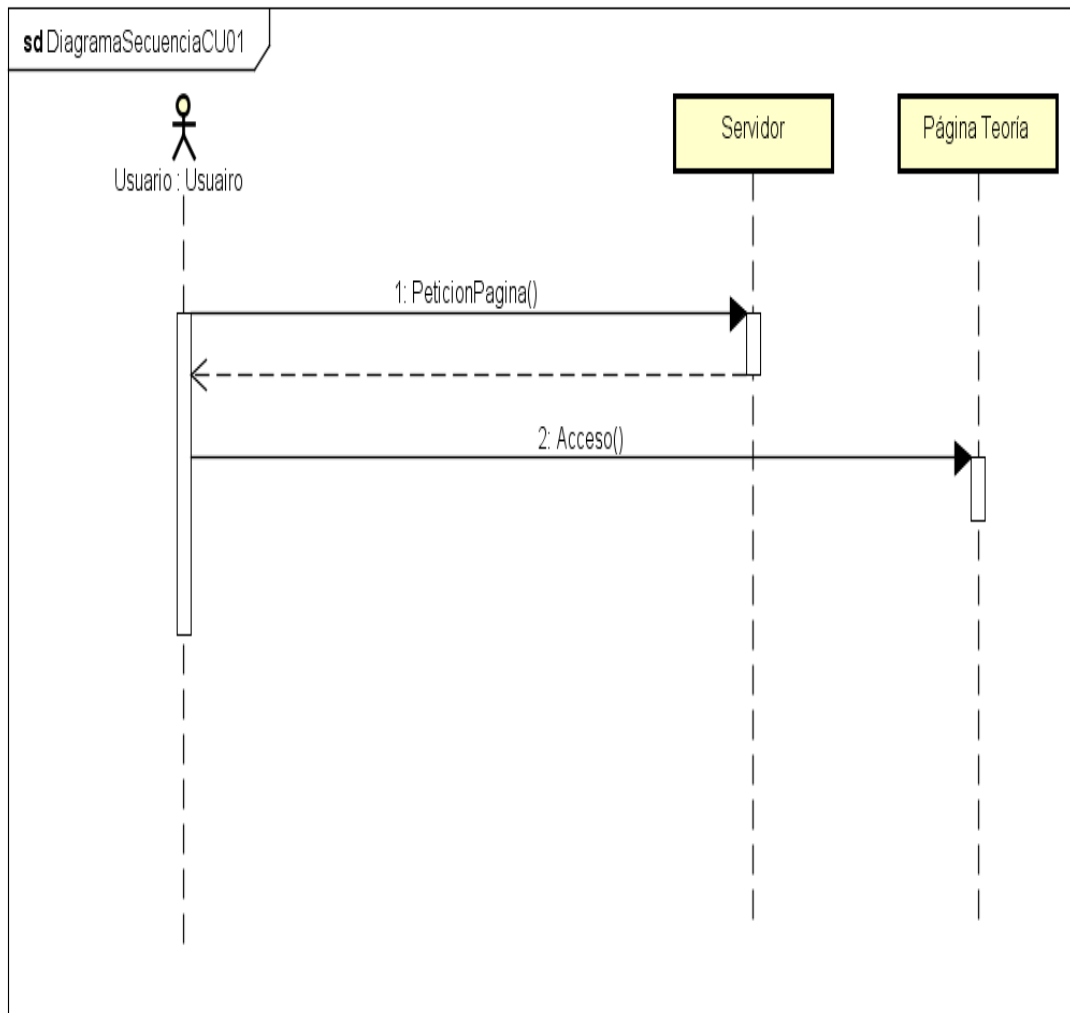 sd DiagramaSecuenciaCU01
Usuario : Usuairo
Servidor
Página Teoría
1: PeticionPagina()
2: Acceso()